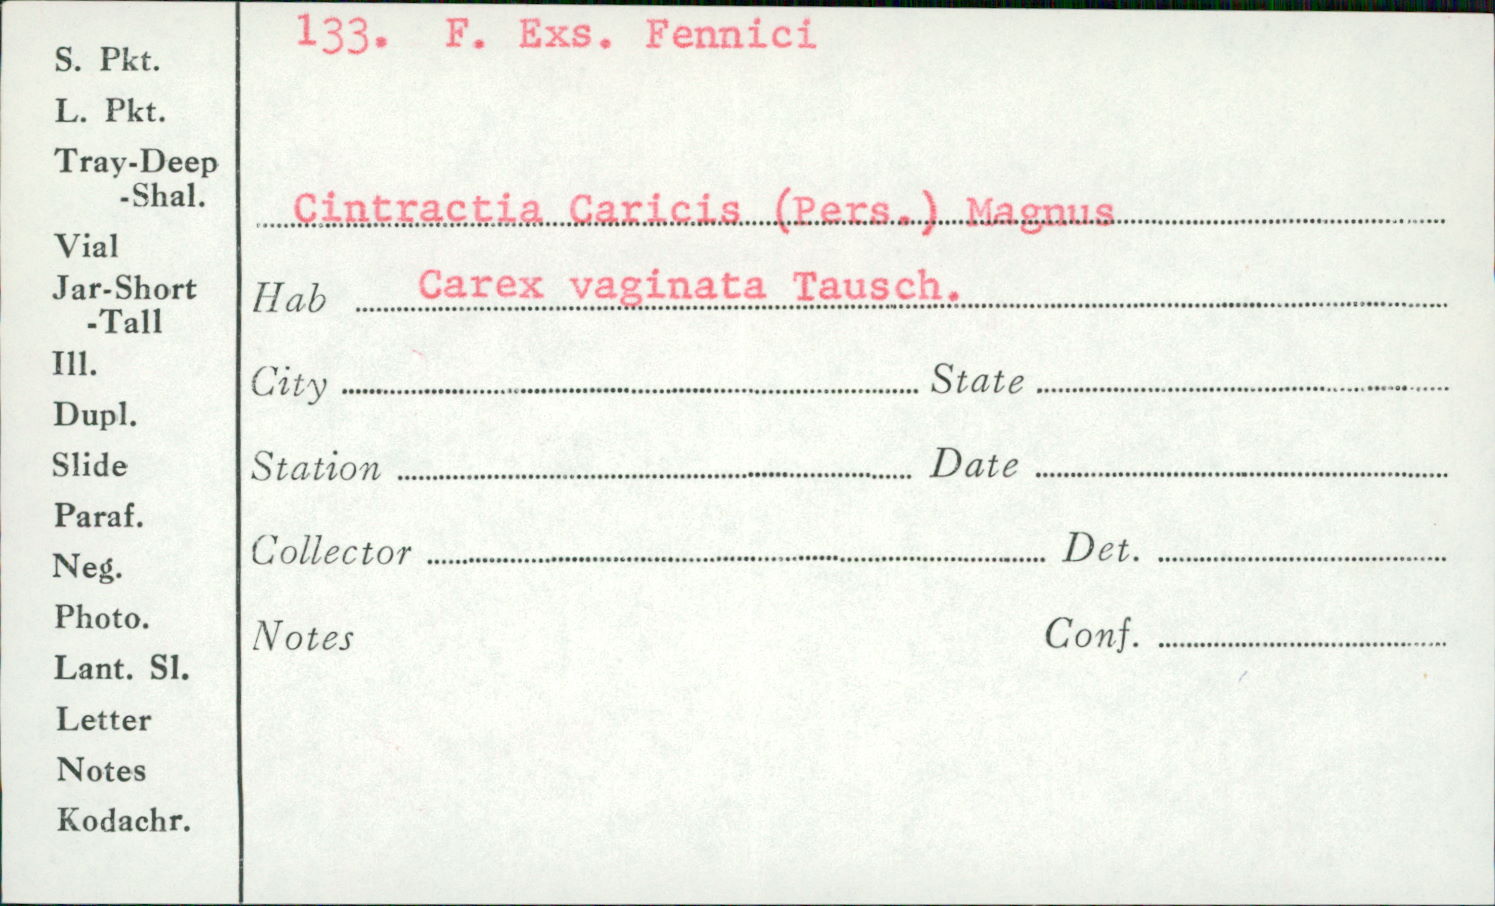 133. F. Exs. Fennici
S. Pkt.
L. Pkt.
Tray-Deep
-Shal.
Cintractia Caricis (Pers.) Magnus
Vial
Jar-Short
-Tall
Hab Carex vaginata Tausch.
Ill.
City State
Dupl.
Slide
Station Date
Paraf.
Neg.
Collector Det.
Photo.
Notes Conf.
Lant. Sl.
Letter
Notes
Kodachr.